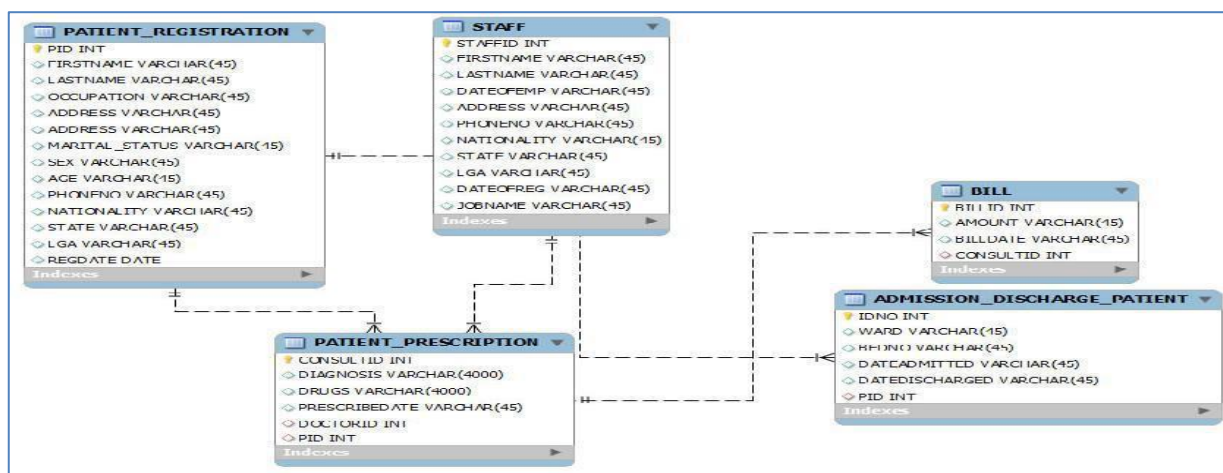 PATIENT_REGISTRATION
PID INT
FIRSTNAME VARCHAR(45)
LASTNAME VARCHAR(45)
OCCUPATION VARCHAR(45)
ADDRESS VARCHAR(45)
ADDRESS VARCHAR(45)
MARITAL_STATUS VARCHAR(45)
SEX VARCHAR(45)
AGE VARCHAR(45)
PHONENO VARCHAR(45)
NATIONALITY VARCHAR(45)
STATE VARCHAR(45)
LGA VARCHAR(45)
REGDATE DATE
Indexes
STAFF
STAFFID INT
FIRSTNAME VARCHAR(45)
LASTNAME VARCHAR(45)
DATEOFEMP VARCHAR(45)
ADDRESS VARCHAR(45)
PHONENO VARCHAR(45)
NATIONALITY VARCHAR(45)
STATE VARCHAR(45)
LGA VARCHAR(45)
DATEOFREG VARCHAR(45)
JOBNAME VARCHAR(45)
Indexes
BILL
BILLID INT
AMOUNT VARCHAR(45)
BILLDATE VARCHAR(45)
CONSULTID INT
Indexes
ADMISSION_DISCHARGE_PATIENT
IDNO INT
WARD VARCHAR(45)
BEDNO VARCHAR(45)
DATEADMITTED VARCHAR(45)
DATEDISCHARGED VARCHAR(45)
PID INT
Indexes
PATIENT_PRESCRIPTION
CONSULTID INT
DIAGNOSIS VARCHAR(4000)
DRUGS VARCHAR(4000)
PRESCRIBEDATE VARCHAR(45)
DOCTORID INT
PID INT
Indexes